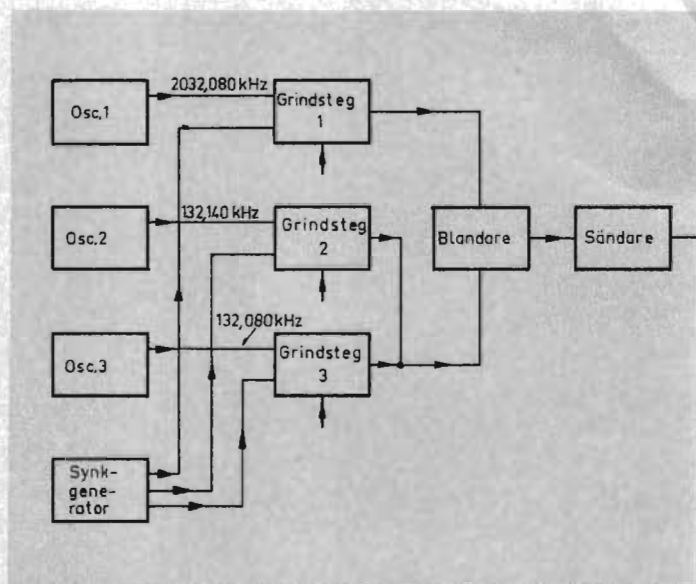 2032,080 kHz
Osc.1
Grindsteg
1
132,140 kHz
Osc.2
Grindsteg
2
Blandare
Sändare
132,080 kHz
Osc.3
Grindsteg
3
Synk-
gene-
rator